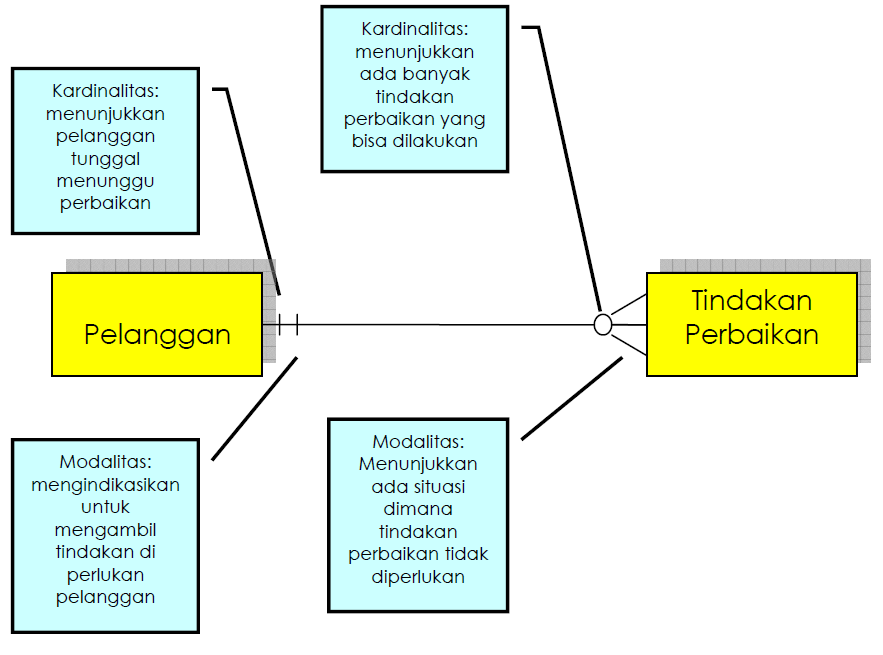 Kardinalitas:
menunjukkan
pelanggan
tunggal
menunggu
perbaikan
Kardinalitas:
menunjukkan
ada banyak
tindakan
perbaikan yang
bisa dilakukan
Pelanggan
Tindakan
Perbaikan
Modalitas:
mengindikasikan
untuk
mengambil
tindakan di
perlukan
pelanggan
Modalitas:
Menunjukkan
ada situasi
dimana
tindakan
perbaikan tidak
diperlukan